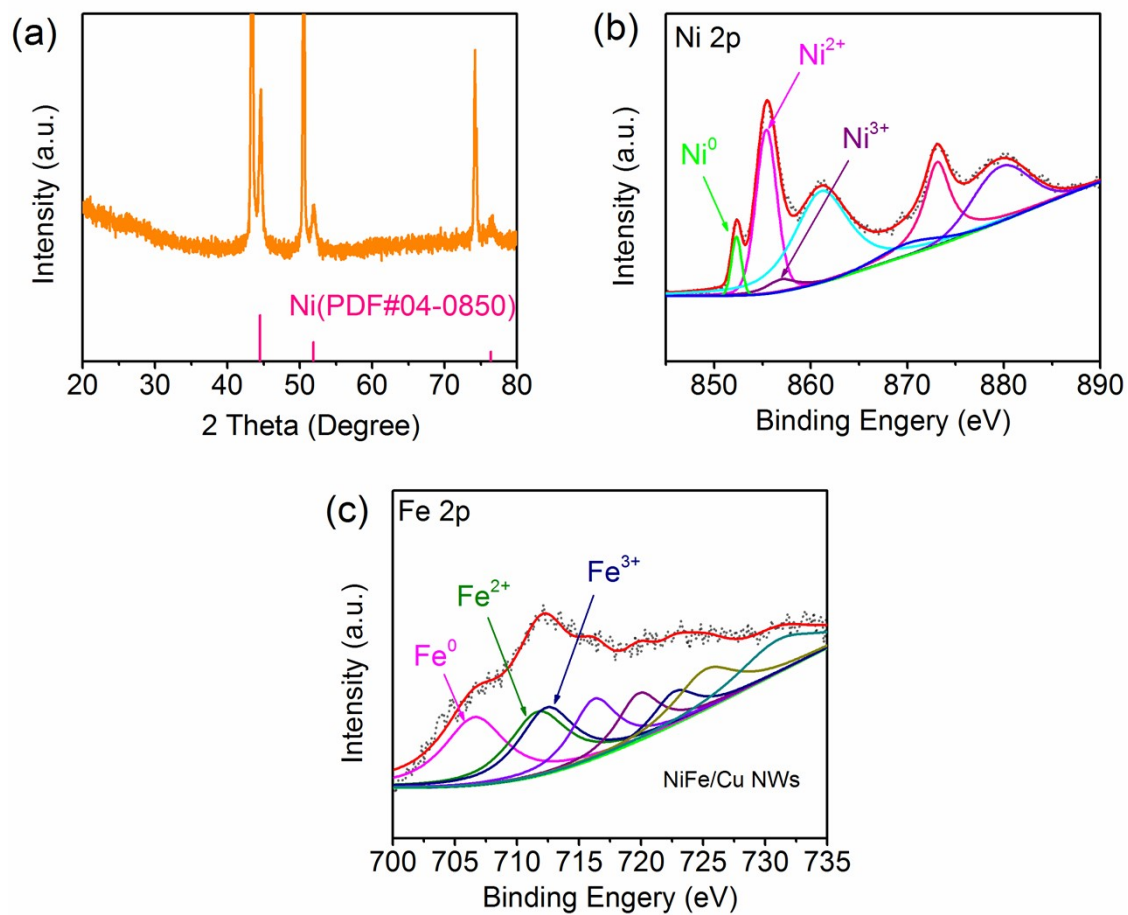 (a)
Intensity (a.u.)
Ni(PDF#04-0850)
20 30 40 50 60 70 80
2 Theta (Degree)
(b)
Ni 2p
Ni2+
Ni3+
Ni0
Intensity (a.u.)
850 860 870 880 890
Binding Engery (eV)
(c)
Fe 2p
Fe3+
Fe2+
Fe0
Intensity (a.u.)
NiFe/Cu NWs
700 705 710 715 720 725 730 735
Binding Engery (eV)